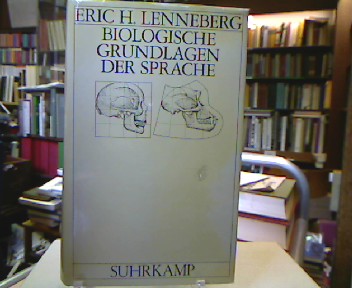 ERIC H. LENNEBERG
BIOLOGISCHE
GRUNDLAGEN
DER SPRACHE
SUHRKAMP